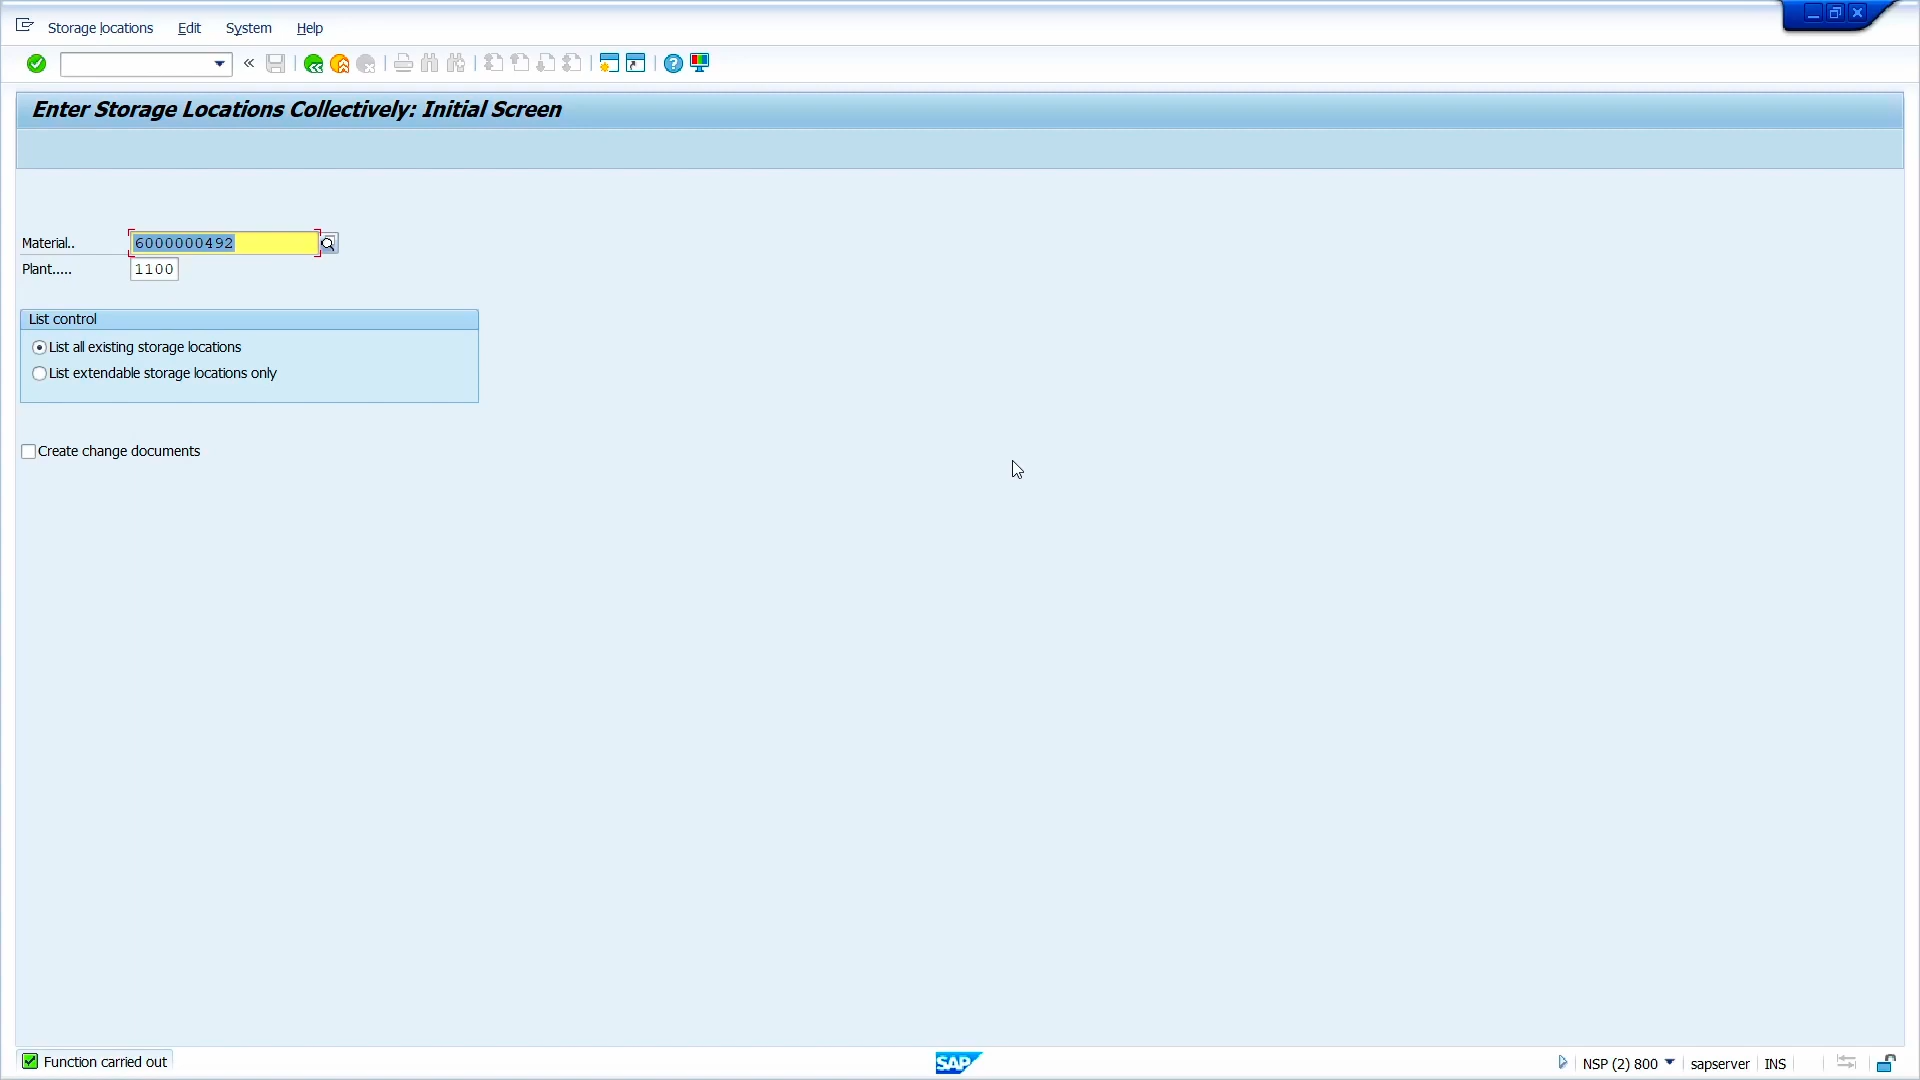 Storage locations Edit System Help
Enter Storage Locations Collectively: Initial Screen
Material.. 6000000492
Plant..... 1100
List control
List all existing storage locations
List extendable storage locations only
Create change documents
Function carried out
SAP
NSP (2) 800 sapserver INS